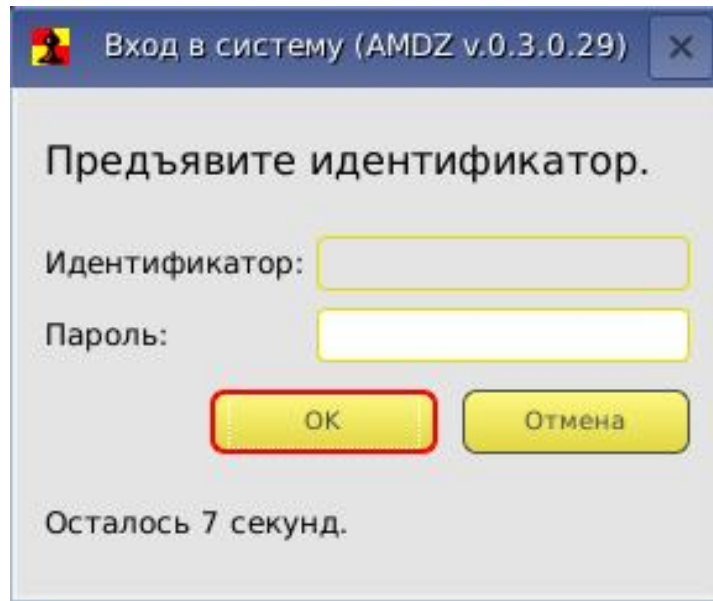 Вход в систему (AMDZ v.0.3.0.29)
Предъявите идентификатор.
Идентификатор:
Пароль:
OK Отмена
Осталось 7 секунд.